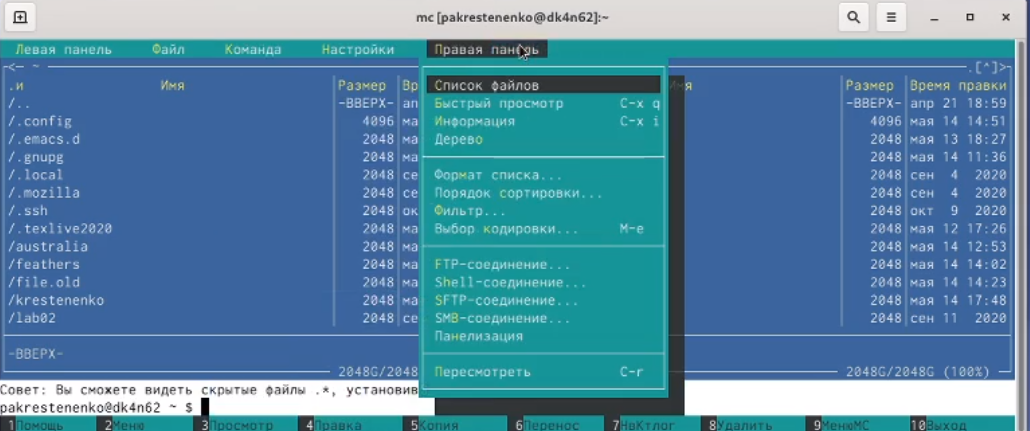 mc [pakrestenenko@dk4n62]:~
Левая панель Файл Команда Настройки Правая панель
<- ~ .[^]>
.и Имя Размер Вр мя Размер Время правки
/.. -ВВЕРХ- ап -ВВЕРХ- апр 21 18:59
/.config 4096 ма 4096 мая 14 14:51
/.emacs.d 2048 ма 2048 мая 13 18:27
/.gnupg 2048 ма 2048 мая 14 11:36
/.local 2048 се 2048 сен 4 2020
/.mozilla 2048 се 2048 сен 4 2020
/.ssh 2048 ок 2048 окт 9 2020
/.texlive2020 2048 ма 2048 мая 12 17:26
/australia 2048 ма 2048 мая 14 12:53
/feathers 2048 ма 2048 мая 14 14:02
/file.old 2048 ма 2048 мая 14 14:23
/krestenenko 2048 ма 2048 мая 14 17:48
/lab02 2048 се 2048 сен 11 2020
-ВВЕРХ-
2048G/2048 2048G/2048G (100%)
Список файлов
Быстрый просмотр C-x q
Информация C-x i
Дерево
Формат списка...
Порядок сортировки...
Фильтр...
Выбор кодировки... M-e
FTP-соединение...
Shell-соединение...
SFTP-соединение...
SMB-соединение...
Панелизация
Пересмотреть C-r
Совет: Вы сможете видеть скрытые файлы .*, установив
pakrestenenko@dk4n62 ~ $
1Помощь 2Меню 3Просмотр 4Правка 5Копия 6Перенос 7НвКтлог 8Удалить 9МенюMC 10Выход